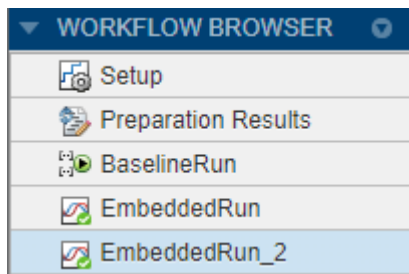 WORKFLOW BROWSER
Setup
Preparation Results
BaselineRun
EmbeddedRun
EmbeddedRun_2